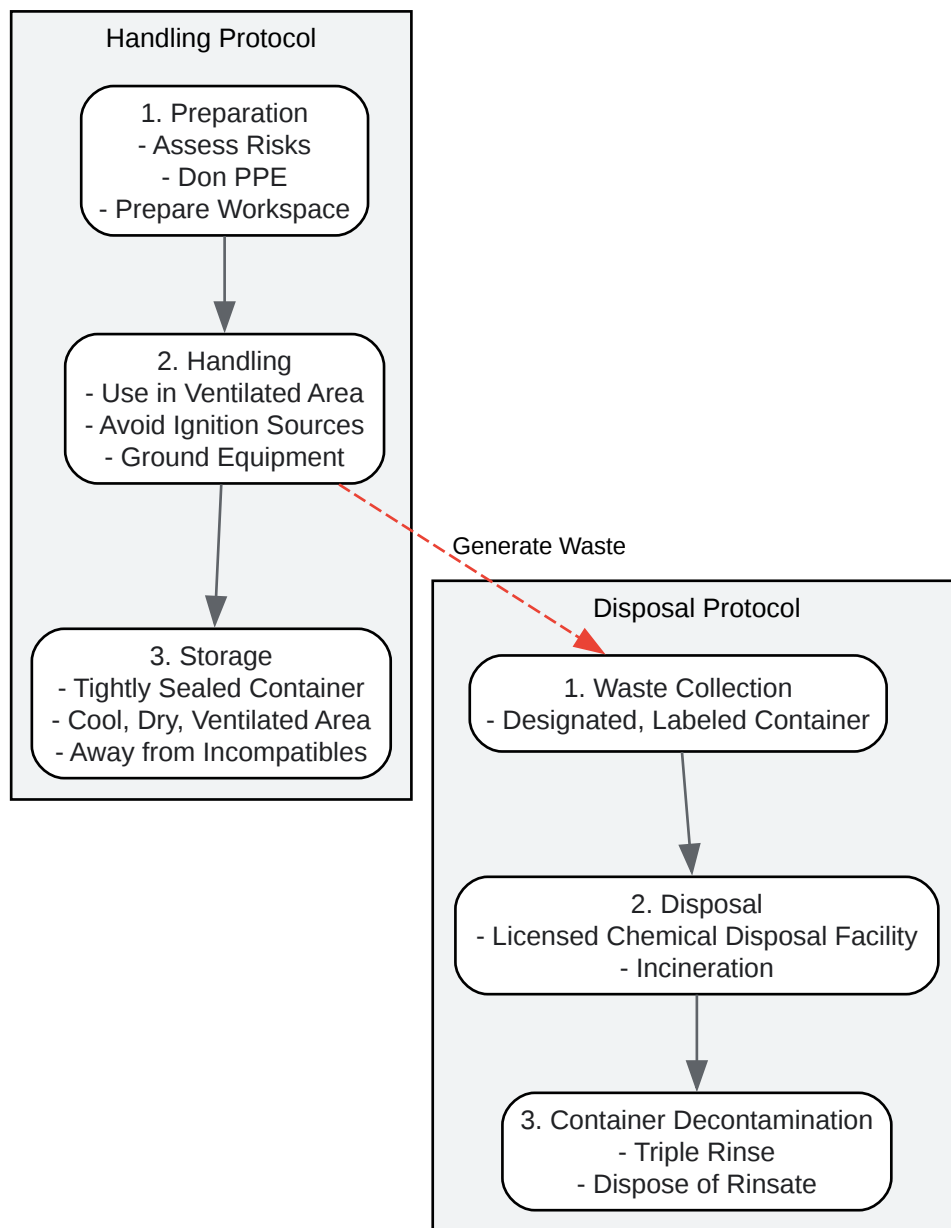 Handling Protocol
1. Preparation
- Assess Risks
- Don PPE
- Prepare Workspace
2. Handling
- Use in Ventilated Area
- Avoid Ignition Sources
- Ground Equipment
Generate Waste
3. Storage
- Tightly Sealed Container
- Cool, Dry, Ventilated Area
- Away from Incompatibles
Disposal Protocol
1. Waste Collection
- Designated, Labeled Container
2. Disposal
- Licensed Chemical Disposal Facility
- Incineration
3. Container Decontamination
- Triple Rinse
- Dispose of Rinsate